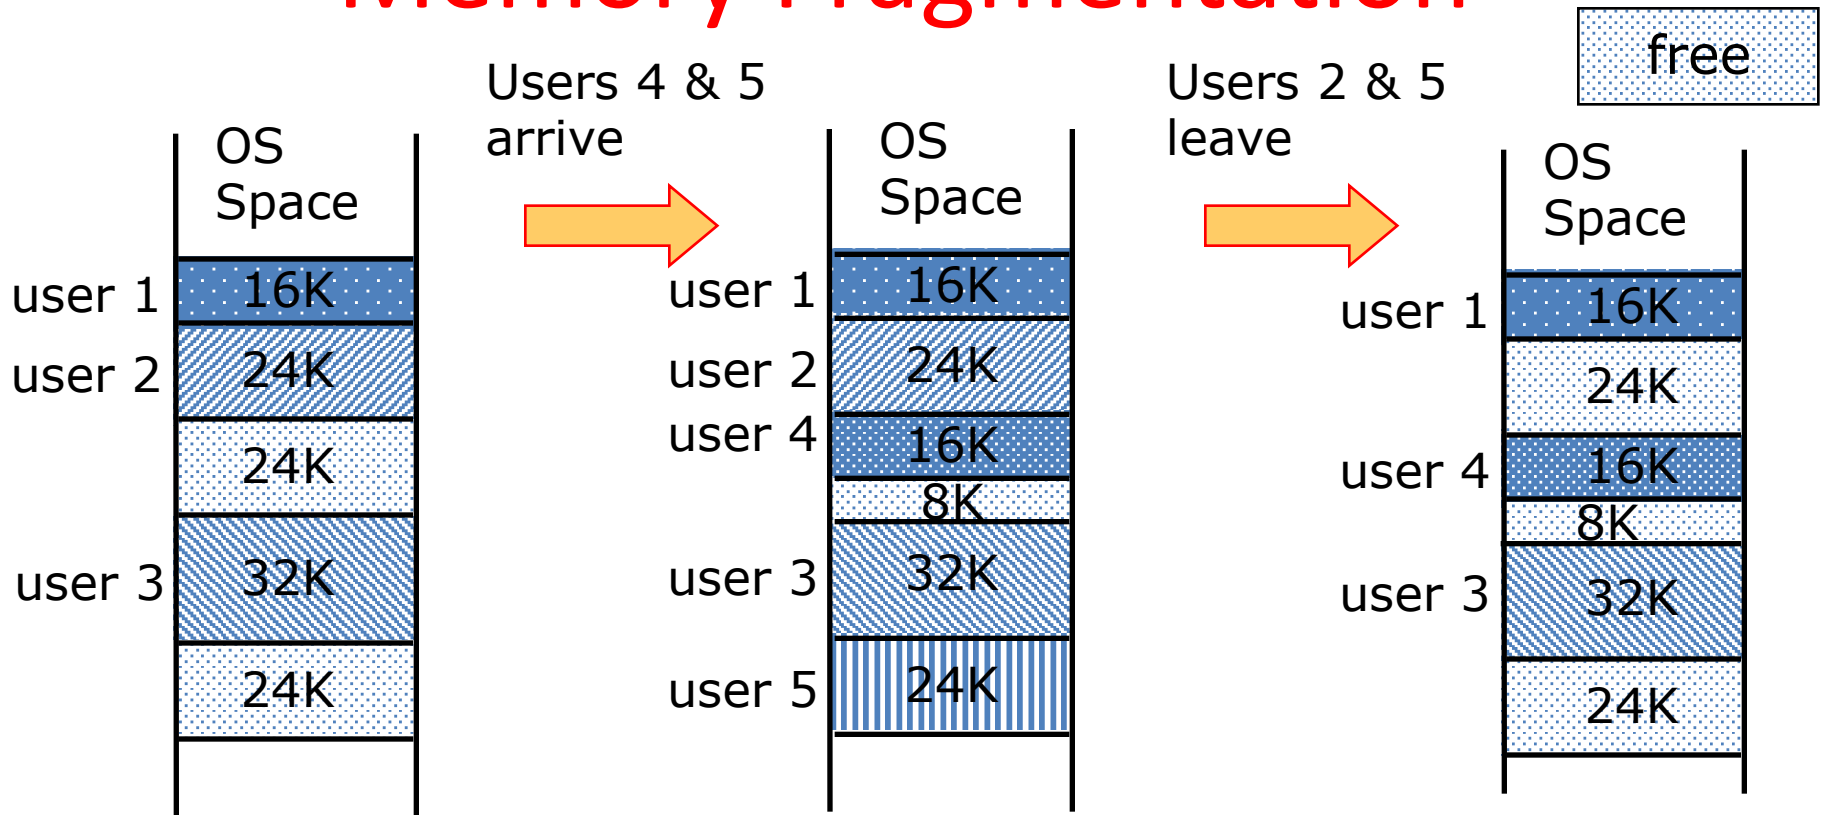 Memory Fragmentation
free
Users 4 & 5
arrive
Users 2 & 5
leave
OS
Space
user 1 16K
user 2 24K
24K
user 3 32K
24K
OS
Space
user 1 16K
user 2 24K
user 4 16K
8K
user 3 32K
user 5 24K
OS
Space
user 1 16K
24K
user 4 16K
8K
user 3 32K
24K